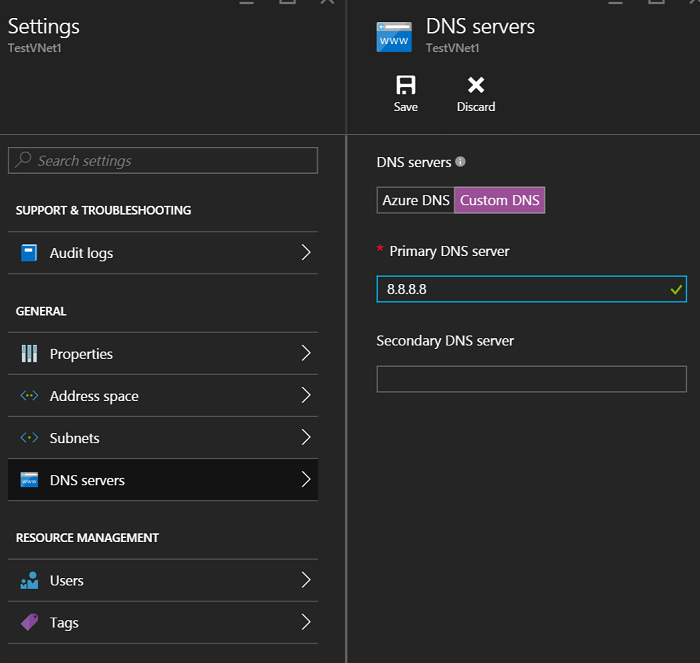 Settings
TestVNet1
Search settings
SUPPORT & TROUBLESHOOTING
Audit logs
GENERAL
Properties
Address space
Subnets
DNS servers
RESOURCE MANAGEMENT
Users
Tags
www
DNS servers
TestVNet1
Save
Discard
DNS servers
Azure DNS Custom DNS
* Primary DNS server
8.8.8.8
Secondary DNS server